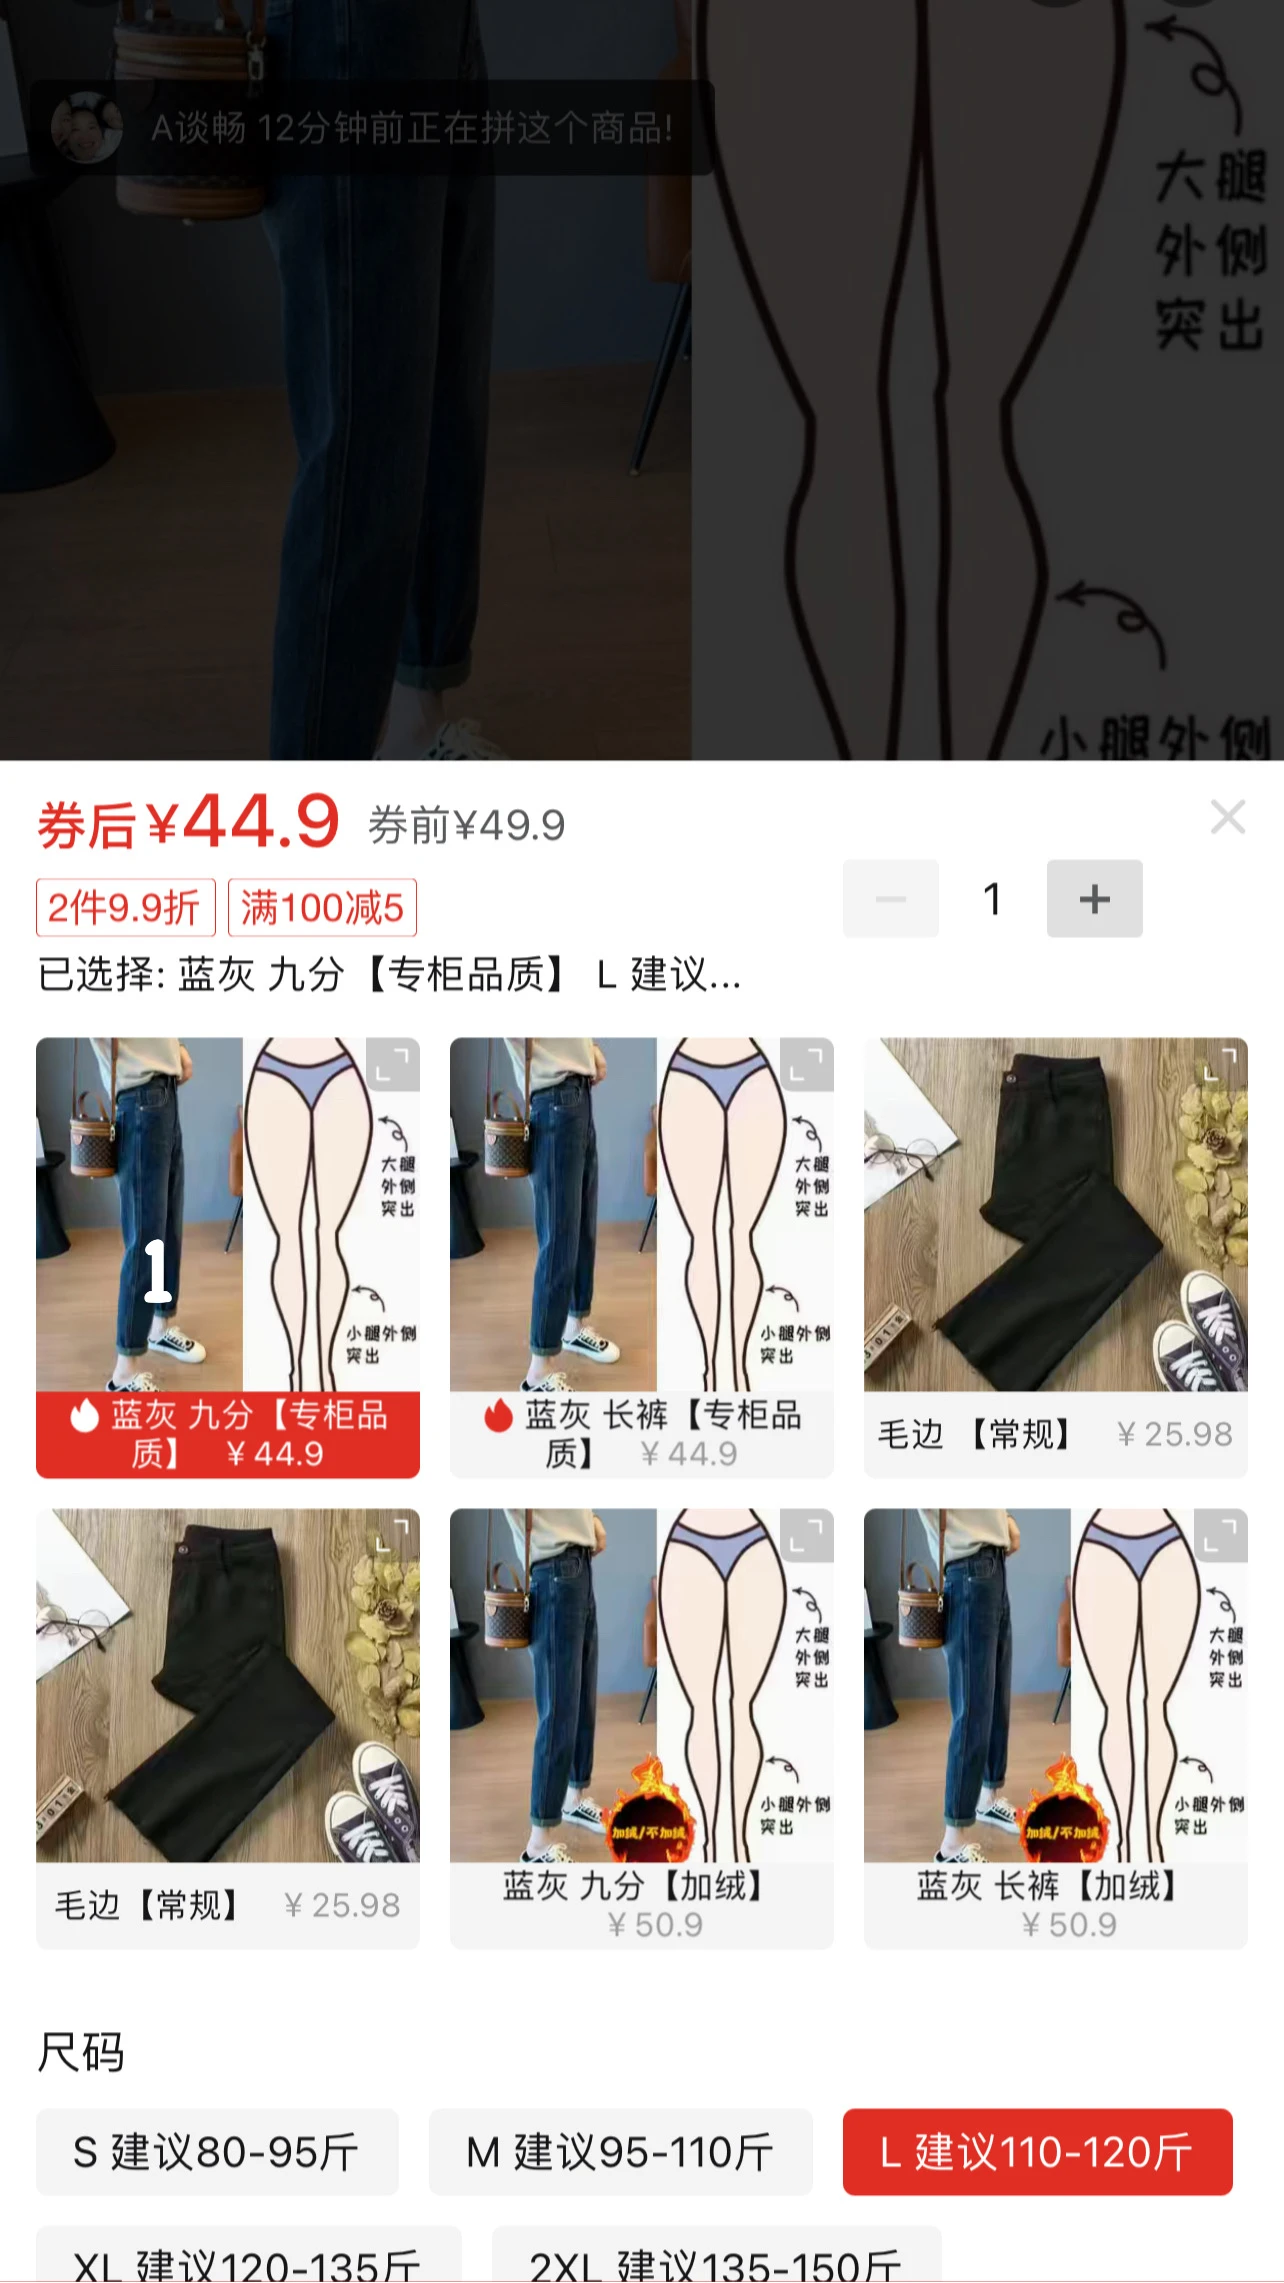 A谈畅 12分钟前正在拼这个商品!
大腿
外侧
突出
小腿外侧
券后¥44.9 券前¥49.9
2件9.9折 满100减5
1
已选择: 蓝灰 九分【专柜品质】 L 建议...
大腿
外侧
突出
小腿外侧
突出
1
蓝灰 九分【专柜品
质】 ¥44.9
大腿
外侧
突出
小腿外侧
突出
蓝灰 长裤【专柜品
质】 ¥44.9
毛边 【常规】 ¥25.98
毛边【常规】 ¥25.98
大腿
外侧
突出
小腿外侧
突出
加绒/不加绒
蓝灰 九分【加绒】
¥50.9
大腿
外侧
突出
小腿外侧
突出
加绒/不加绒
蓝灰 长裤【加绒】
¥50.9
尺码
S 建议80-95斤
M 建议95-110斤
L 建议110-120斤
XL 建议120-135斤
2XL 建议135-150斤